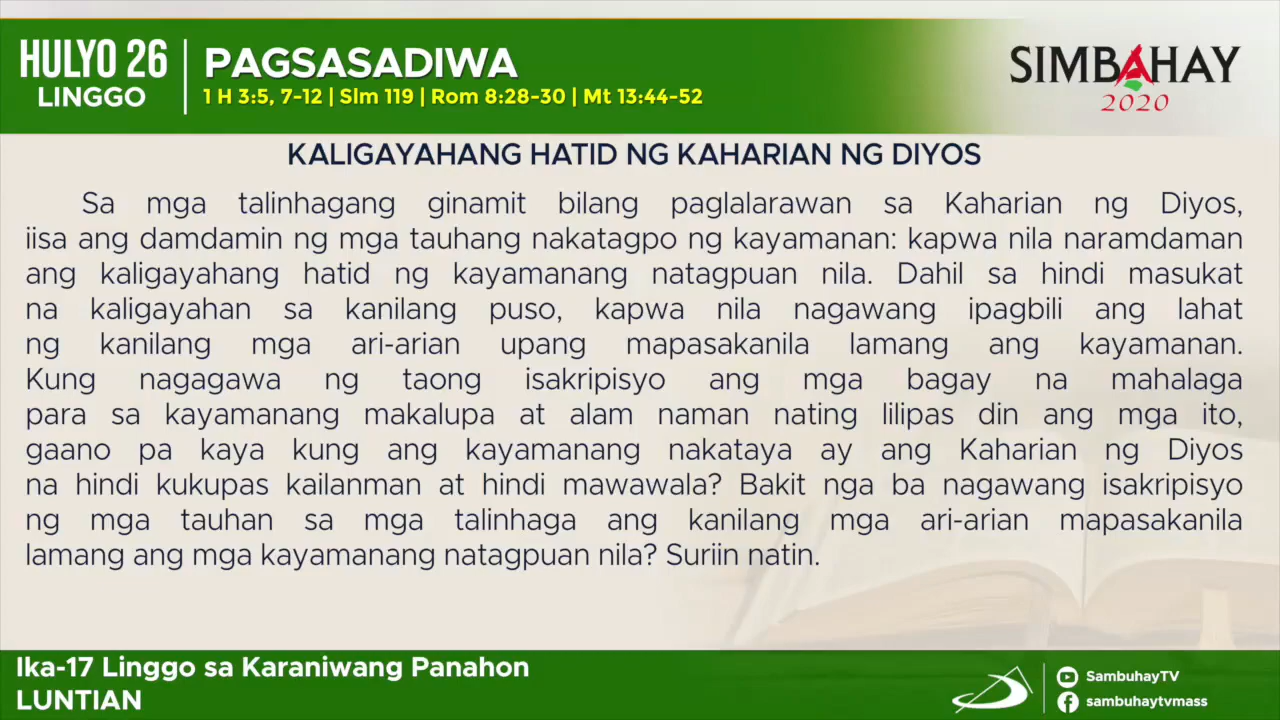 HULYO 26
LINGGO
PAGSASADIWA
1 H 3:5, 7-12 | Slm 119 | Rom 8:28-30 | Mt 13:44-52
SIMBAHAY
2020
KALIGAYAHANG HATID NG KAHARIAN NG DIYOS
Sa mga talinhagang ginamit bilang paglalarawan sa Kaharian ng Diyos,
iisa ang damdamin ng mga tauhang nakatagpo ng kayamanan: kapwa nila naramdaman
ang kaligayahang hatid ng kayamanang natagpuan nila. Dahil sa hindi masukat
na kaligayahan sa kanilang puso, kapwa nila nagawang ipagbili ang lahat
ng kanilang mga ari-arian upang mapasakanila lamang ang kayamanan.
Kung nagagawa ng taong isakripisyo ang mga bagay na mahalaga
para sa kayamanang makalupa at alam naman nating lilipas din ang mga ito,
gaano pa kaya kung ang kayamanang nakataya ay ang Kaharian ng Diyos
na hindi kukupas kailanman at hindi mawawala? Bakit nga ba nagawang isakripisyo
ng mga tauhan sa mga talinhaga ang kanilang mga ari-arian mapasakanila
lamang ang mga kayamanang natagpuan nila? Suriin natin.
Ika-17 Linggo sa Karaniwang Panahon
LUNTIAN
SambuhayTV
sambuhaytvmass